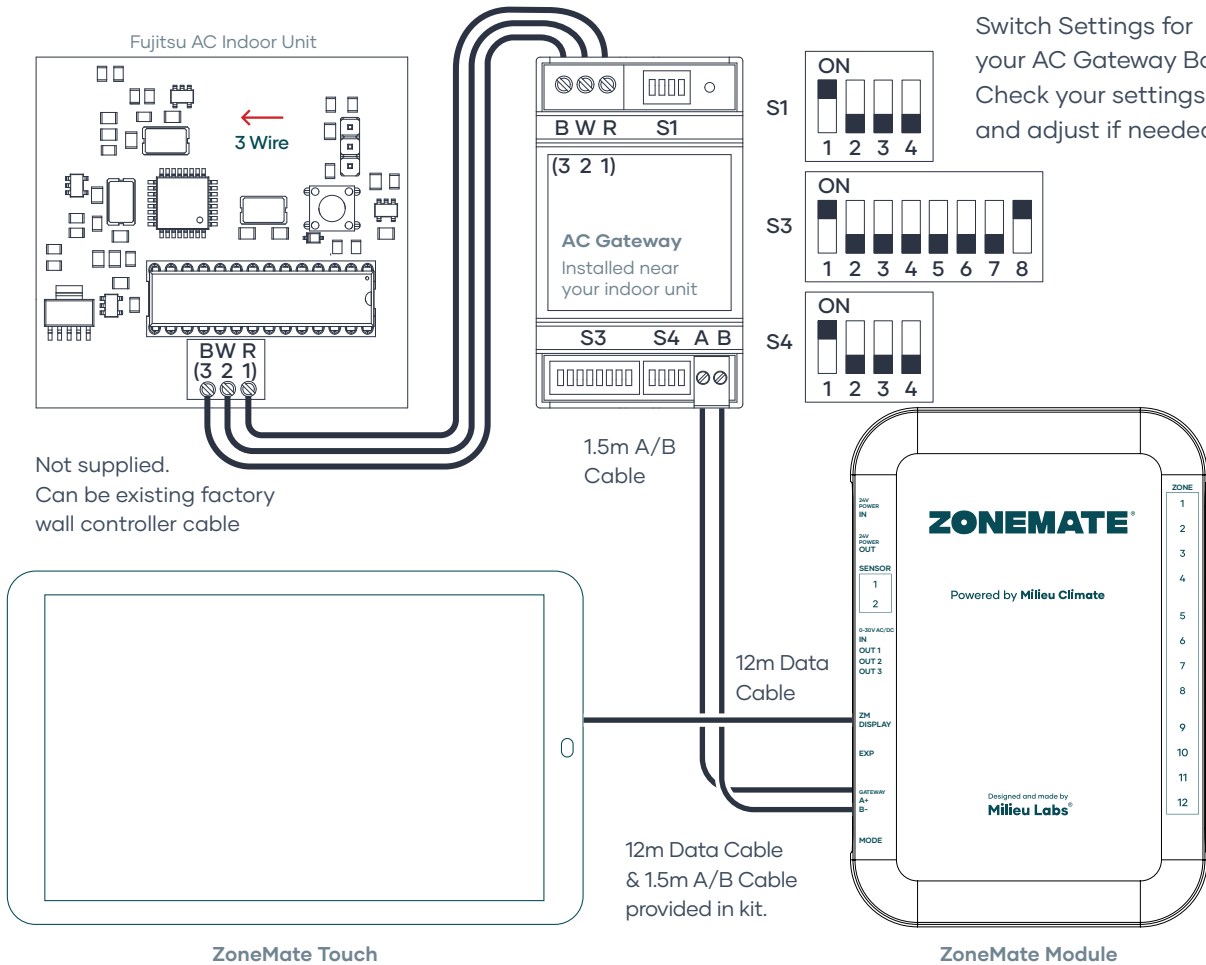 Fujitsu AC Indoor Unit
3 Wire
BW R
(3 2 1)
Not supplied.
Can be existing factory
wall controller cable
B W R S1
(3 2 1)
AC Gateway
Installed near
your indoor unit
S3 S4 A B
Switch Settings for
your AC Gateway
Check your settings
and adjust if needed
S1
ON
1 2 3 4
S3
ON
1 2 3 4 5 6 7 8
S4
ON
1 2 3 4
1.5m A/B
Cable
12m Data
Cable
12m Data Cable
& 1.5m A/B Cable
provided in kit.
24V
POWER
IN
24V
POWER
OUT
SENSOR
1
2
0-30V AC/DC
IN
OUT 1
OUT 2
OUT 3
ZM
DISPLAY
EXP
GATEWAY
A+
B-
MODE
ZONEMATE®
Powered by Milieu Climate
Designed and made by
Milieu Labs®
ZONE
1
2
3
4
5
6
7
8
9
10
11
12
ZoneMate Touch
ZoneMate Module